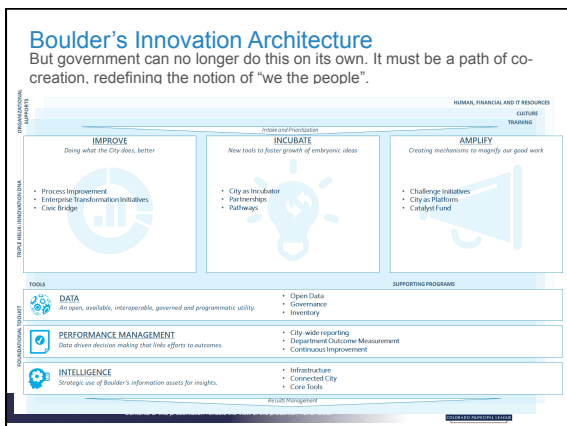 Boulder's Innovation Architecture
But government can no longer do this on its own. It must be a path of co-
creation, redefining the notion of "we the people".
ORGANIZATIONAL
SUPPORTS
HUMAN, FINANCIAL AND IT RESOURCES
CULTURE
TRAINING
Intake and Prioritization
TRIPLE HELIX: INNOVATION DNA
IMPROVE
Doing what the City does, better
• Process Improvement
• Enterprise Transformation Initiatives
• Civic Bridge
INCUBATE
New tools to faster growth of embryonic ideas
• City as Incubator
• Partnerships
• Pathways
AMPLIFY
Creating mechanisms to magnify our good work
• Challenge Initiatives
• City as Platform
• Catalyst Fund
TOOLS
SUPPORTING PROGRAMS
FOUNDATIONAL TOOLKIT
DATA
An open, available, interoperable, governed and programmatic utility.
• Open Data
• Governance
• Inventory
PERFORMANCE MANAGEMENT
Data driven decision making that links efforts to outcomes.
• City-wide reporting
• Department Outcome Measurement
• Continuous Improvement
INTELLIGENCE
Strategic use of Boulder's information assets for insights.
• Infrastructure
• Connected City
• Core Tools
Results Management
COLORADO MUNICIPAL LEAGUE